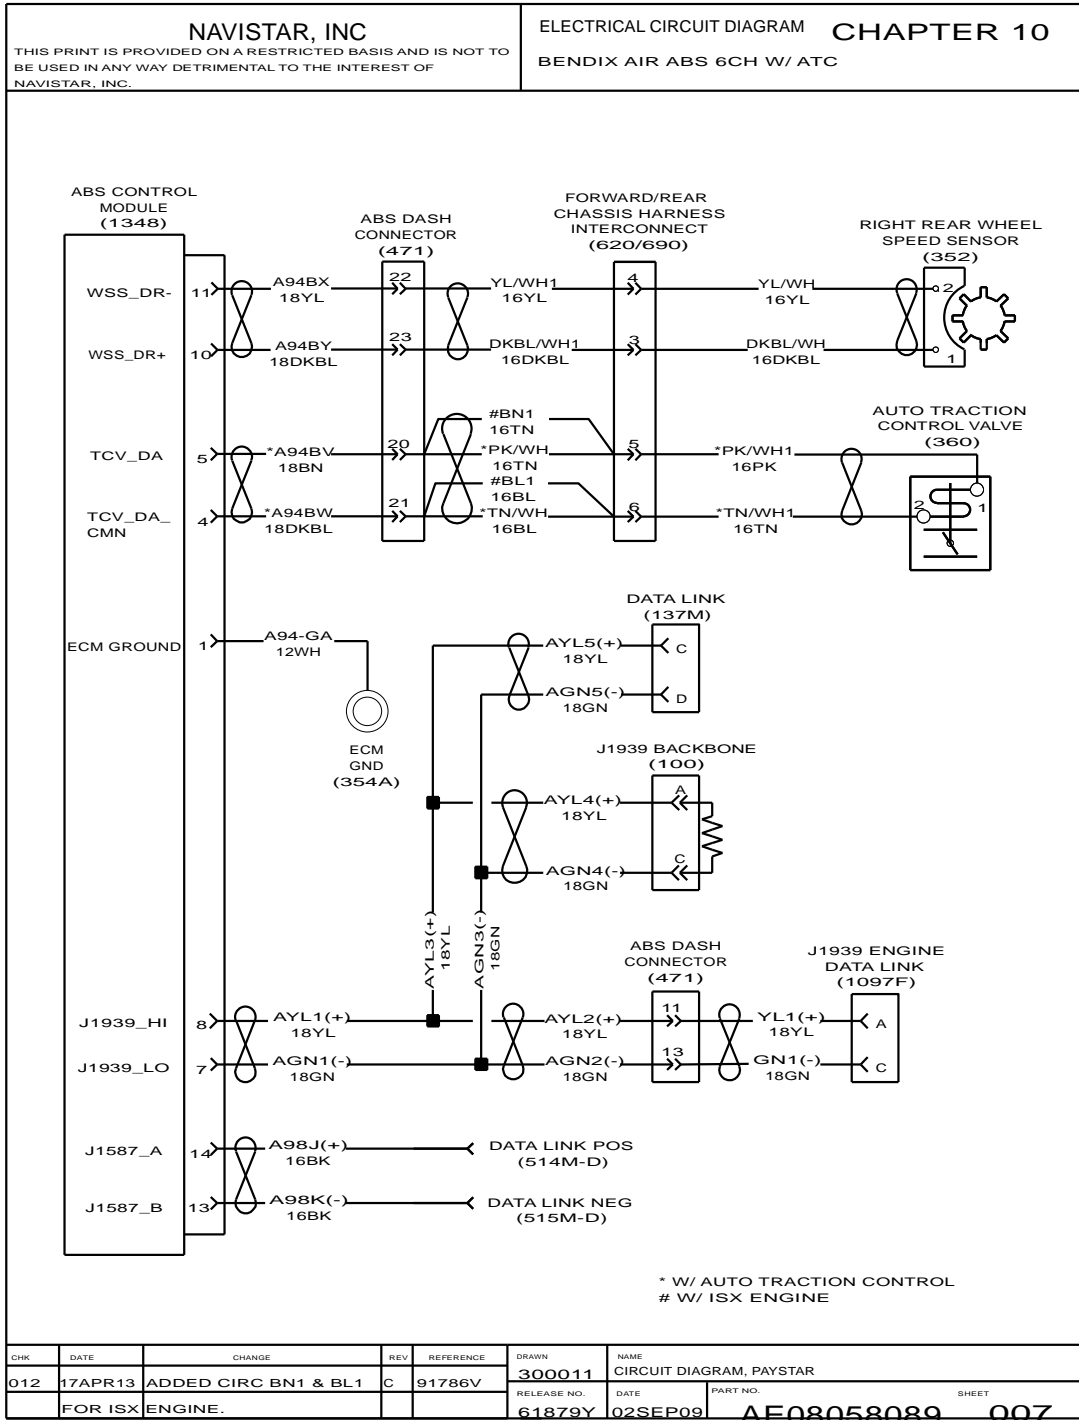 NAVISTAR, INC
THIS PRINT IS PROVIDED ON A RESTRICTED BASIS AND IS NOT TO
BE USED IN ANY WAY DETRIMENTAL TO THE INTEREST OF
NAVISTAR, INC.
ELECTRICAL CIRCUIT DIAGRAM CHAPTER 10
BENDIX AIR ABS 6CH W/ ATC
ABS CONTROL
MODULE
(1348)
ABS DASH
CONNECTOR
(471)
FORWARD/REAR
CHASSIS HARNESS
INTERCONNECT
(620/690)
RIGHT REAR WHEEL
SPEED SENSOR
(352)
WSS_DR- 11 A94BX 22 YL/WH1 4 YL/WH 2
18YL 16YL 16YL
WSS_DR+ 10 A94BY 23 DKBL/WH1 3 DKBL/WH 1
18DKBL 16DKBL 16DKBL
AUTO TRACTION
CONTROL VALVE
(360)
#BN1
16TN
TCV_DA 5 *A94BV 20 *PK/WH 5 *PK/WH1
18BN 16TN 16PK
#BL1
16BL
TCV_DA_
CMN
4 *A94BW 21 *TN/WH 6 *TN/WH1 2 1
18DKBL 16BL 16TN
DATA LINK
(137M)
ECM GROUND 1 A94-GA
12WH
AYL5(+) C
18YL
AGN5(-) D
18GN
ECM
GND
(354A)
J1939 BACKBONE
(100)
AYL4(+) A
18YL
AGN4(-) C
18GN
AYL3(+)
18YL
AGN3(-)
18GN
ABS DASH
CONNECTOR
(471)
J1939 ENGINE
DATA LINK
(1097F)
J1939_HI 8 AYL1(+) AYL2(+) 11 YL1(+) A
18YL 18YL 18YL
J1939_LO 7 AGN1(-) AGN2(-) 13 GN1(-) C
18GN 18GN 18GN
J1587_A 14 A98J(+) DATA LINK POS
16BK (514M-D)
J1587_B 13 A98K(-) DATA LINK NEG
16BK (515M-D)
* W/ AUTO TRACTION CONTROL
# W/ ISX ENGINE
CHK DATE CHANGE REV REFERENCE
012 17APR13 ADDED CIRC BN1 & BL1 C 91786V
FOR ISX ENGINE.
DRAWN
300011
NAME
CIRCUIT DIAGRAM, PAYSTAR
RELEASE NO.
61879Y
DATE
02SEP09
PART NO.
AE08058089
SHEET
007